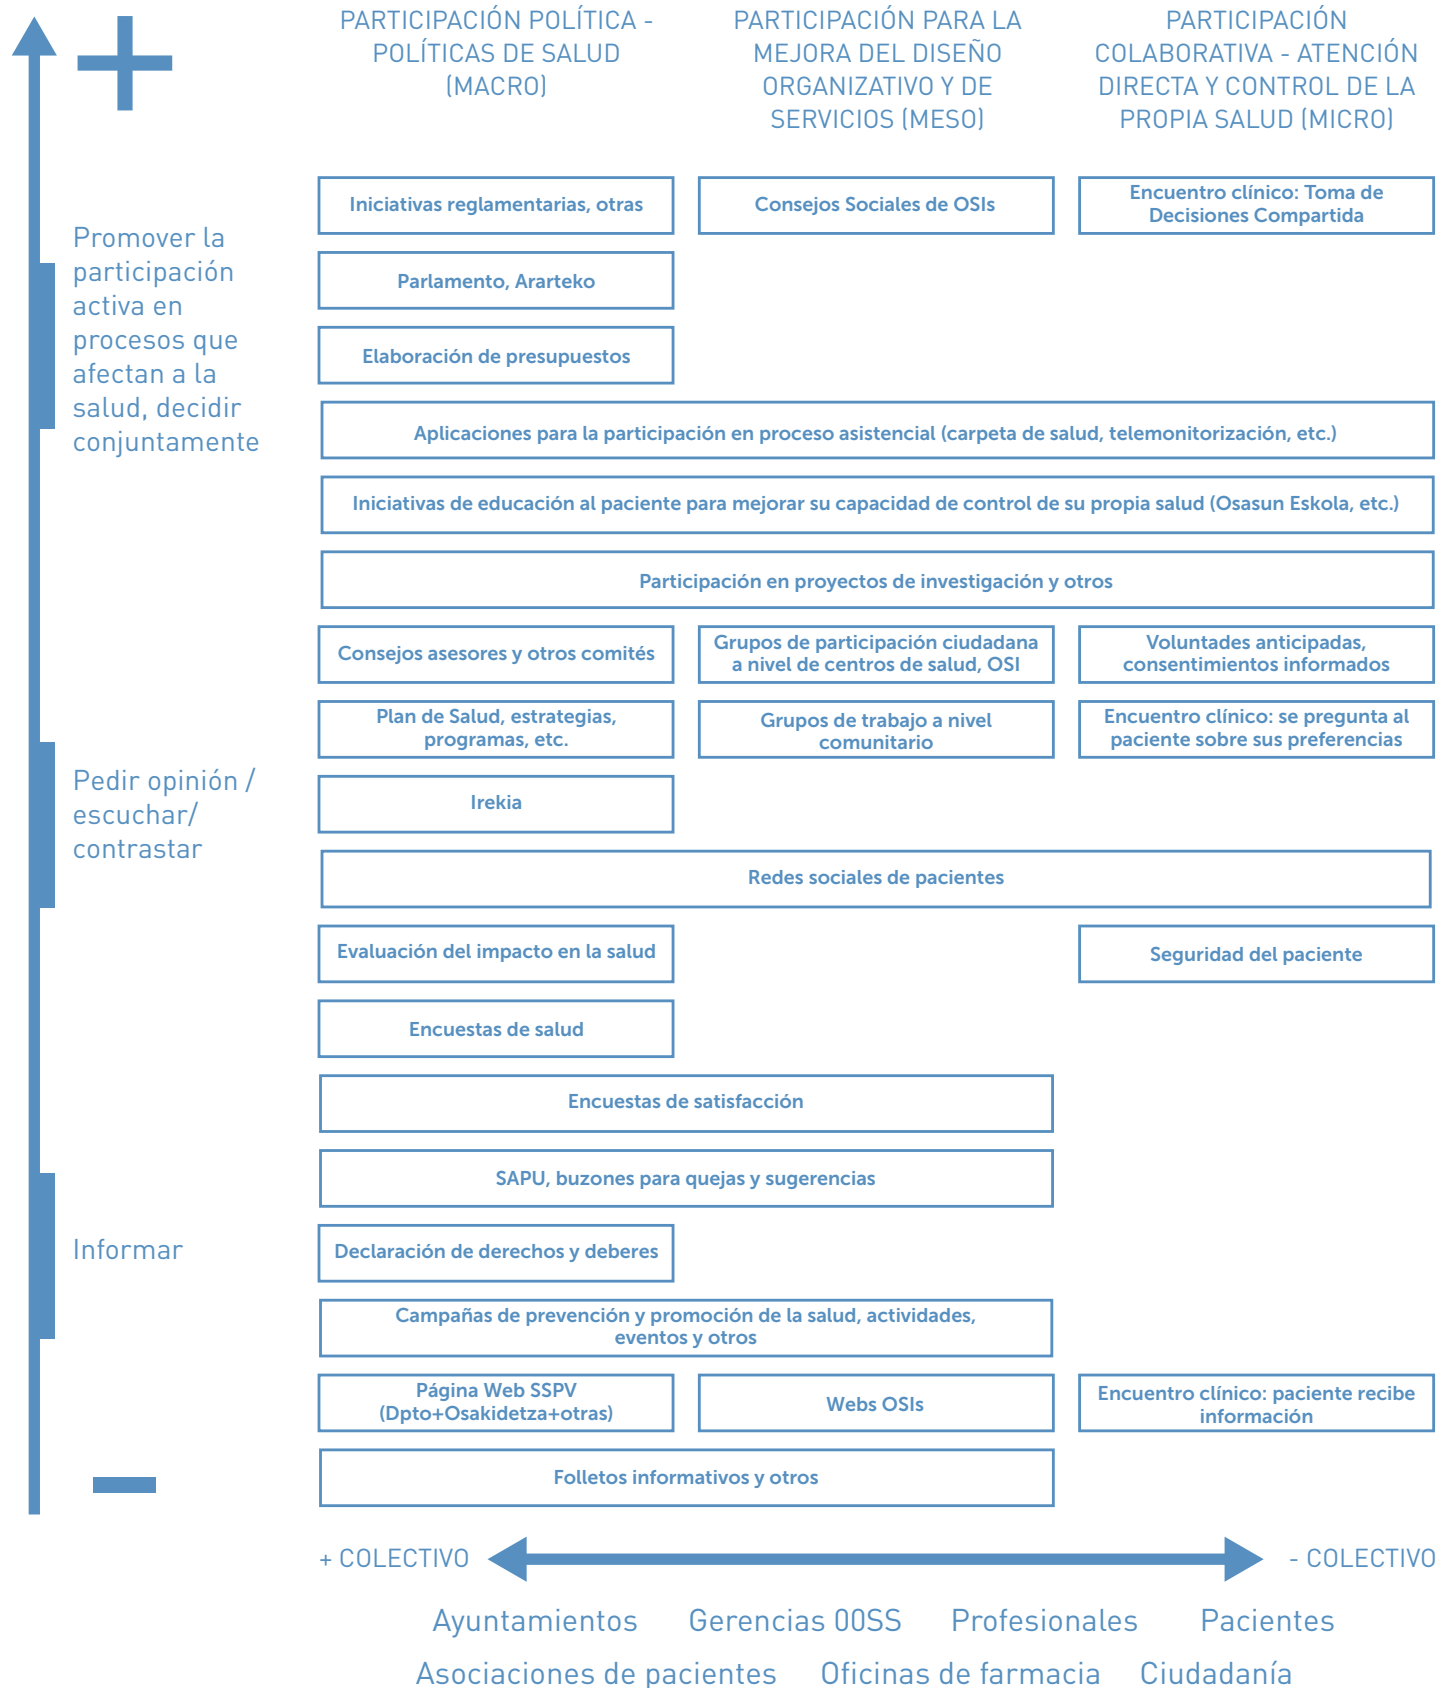 PARTICIPACIÓN POLÍTICA -
POLÍTICAS DE SALUD
(MACRO)
PARTICIPACIÓN PARA LA
MEJORA DEL DISEÑO
ORGANIZATIVO Y DE
SERVICIOS (MESO)
PARTICIPACIÓN
COLABORATIVA - ATENCIÓN
DIRECTA Y CONTROL DE LA
PROPIA SALUD (MICRO)
Promover la
participación
activa en
procesos que
afectan a la
salud, decidir
conjuntamente
Iniciativas reglamentarias, otras
Consejos Sociales de OSIs
Encuentro clínico: Toma de
Decisiones Compartida
Parlamento, Ararteko
Elaboración de presupuestos
Aplicaciones para la participación en proceso asistencial (carpeta de salud, telemonitorización, etc.)
Iniciativas de educación al paciente para mejorar su capacidad de control de su propia salud (Osasun Eskola, etc.)
Participación en proyectos de investigación y otros
Consejos asesores y otros comités
Grupos de participación ciudadana
a nivel de centros de salud, OSI
Voluntades anticipadas,
consentimientos informados
Pedir opinión /
escuchar/
contrastar
Plan de Salud, estrategias,
programas, etc.
Grupos de trabajo a nivel
comunitario
Encuentro clínico: se pregunta al
paciente sobre sus preferencias
Irekia
Redes sociales de pacientes
Evaluación del impacto en la salud
Seguridad del paciente
Encuestas de salud
Encuestas de satisfacción
SAPU, buzones para quejas y sugerencias
Informar
Declaración de derechos y deberes
Campañas de prevención y promoción de la salud, actividades,
eventos y otros
Página Web SSPV
(Dpto+Osakidetza+otras)
Webs OSIs
Encuentro clínico: paciente recibe
información
Folletos informativos y otros
+ COLECTIVO
- COLECTIVO
Ayuntamientos Gerencias 00SS Profesionales Pacientes
Asociaciones de pacientes Oficinas de farmacia Ciudadanía